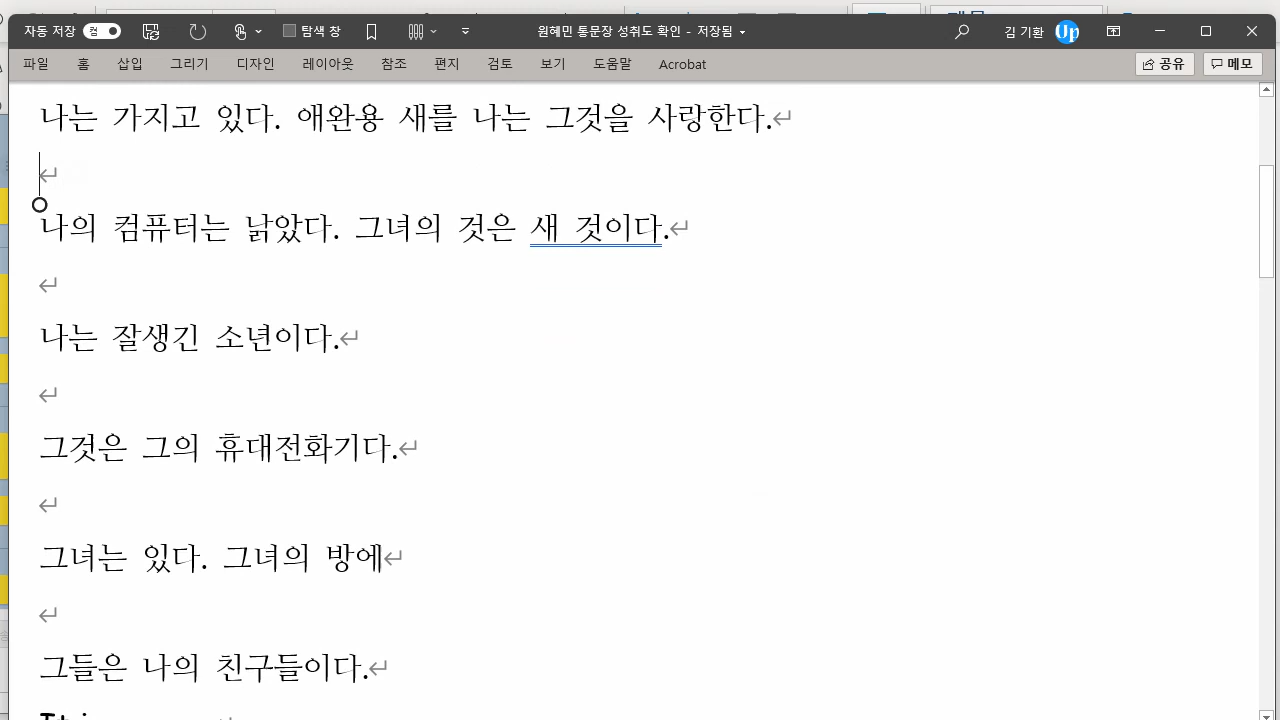 자동 저장 컴 탐색 창 원혜민 통문장 성취도 확인 - 저장됨 김 기환 Up
파일 홈 삽입 그리기 디자인 레이아웃 참조 편지 검토 보기 도움말 Acrobat 공유 메모
나는 가지고 있다. 애완용 새를 나는 그것을 사랑한다.
나의 컴퓨터는 낡았다. 그녀의 것은 새 것이다.
나는 잘생긴 소년이다.
그것은 그의 휴대전화기다.
그녀는 있다. 그녀의 방에
그들은 나의 친구들이다.